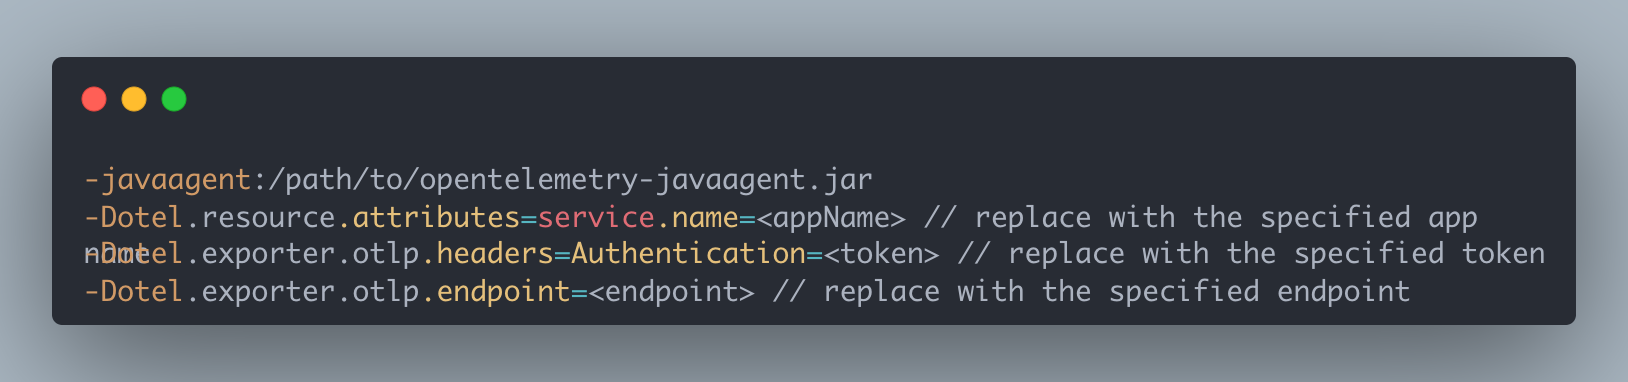 -javaagent:/path/to/opentelemetry-javaagent.jar
-Dotel.resource.attributes=service.name=<appName> // replace with the specified app
name
-Dotel.exporter.otlp.headers=Authentication=<token> // replace with the specified token
-Dotel.exporter.otlp.endpoint=<endpoint> // replace with the specified endpoint